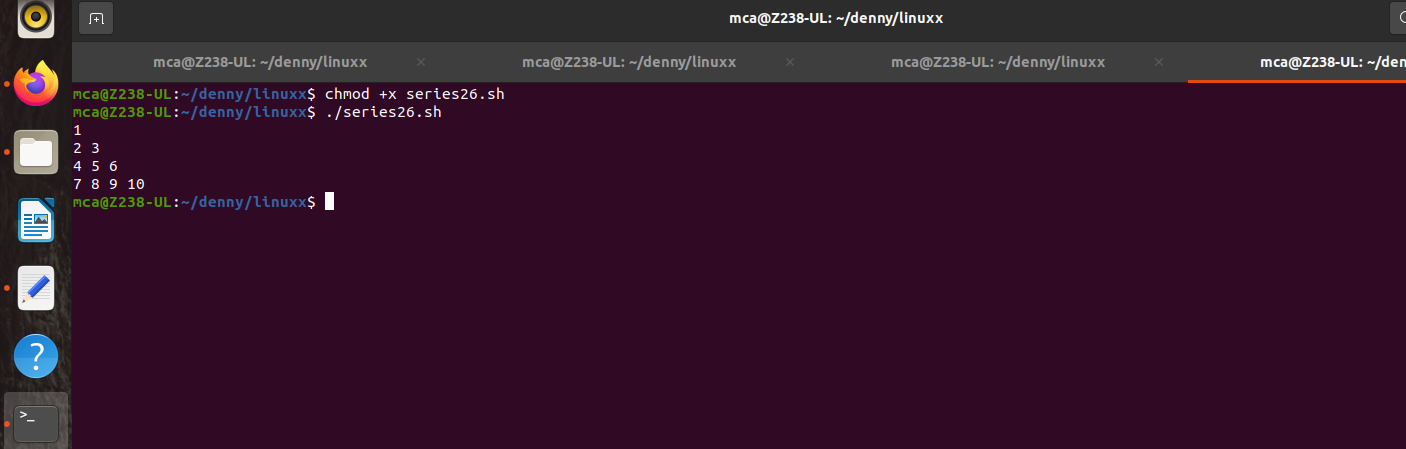 mca@Z238-UL: ~/denny/linuxx
mca@Z238-UL: ~/denny/linuxx × mca@Z238-UL: ~/denny/linuxx × mca@Z238-UL: ~/denny/linuxx × mca@Z238-UL: ~/den
mca@Z238-UL:~/denny/linuxx$ chmod +x series26.sh
mca@Z238-UL:~/denny/linuxx$ ./series26.sh
1
2 3
4 5 6
7 8 9 10
mca@Z238-UL:~/denny/linuxx$
?
>_